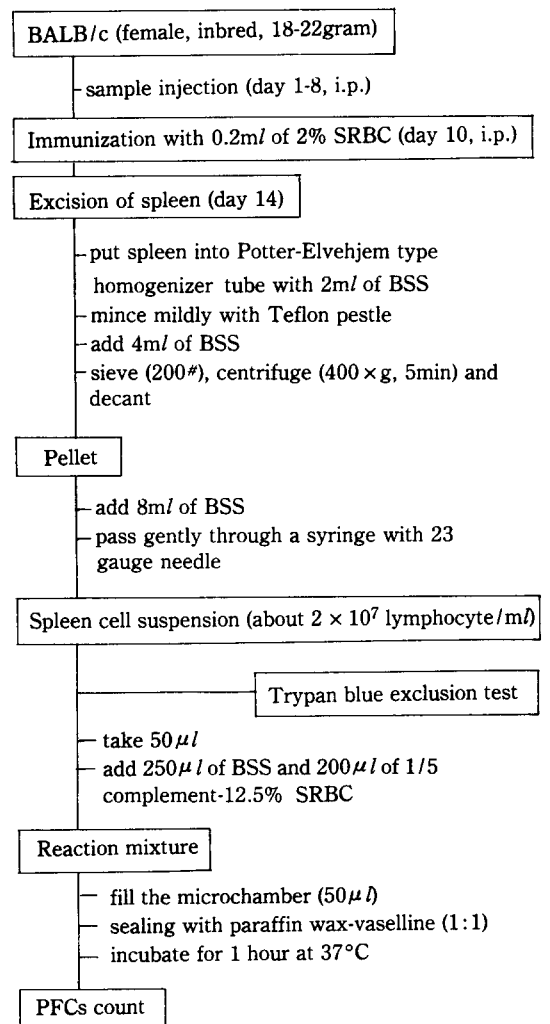 BALB/c (female, inbred, 18-22gram)
sample injection (day 1-8, i.p.)
Immunization with 0.2ml of 2% SRBC (day 10, i.p.)
Excision of spleen (day 14)
put spleen into Potter-Elvehjem type
homogenizer tube with 2ml of BSS
mince mildly with Teflon pestle
add 4ml of BSS
sieve (200#), centrifuge (400 × g, 5min) and
decant
Pellet
add 8ml of BSS
pass gently through a syringe with 23
gauge needle
Spleen cell suspension (about 2 × 10⁷ lymphocyte/ml)
Trypan blue exclusion test
take 50μl
add 250μl of BSS and 200μl of 1/5
complement-12.5% SRBC
Reaction mixture
fill the microchamber (50μl)
sealing with paraffin wax-vaselline (1:1)
incubate for 1 hour at 37°C
PFCs count